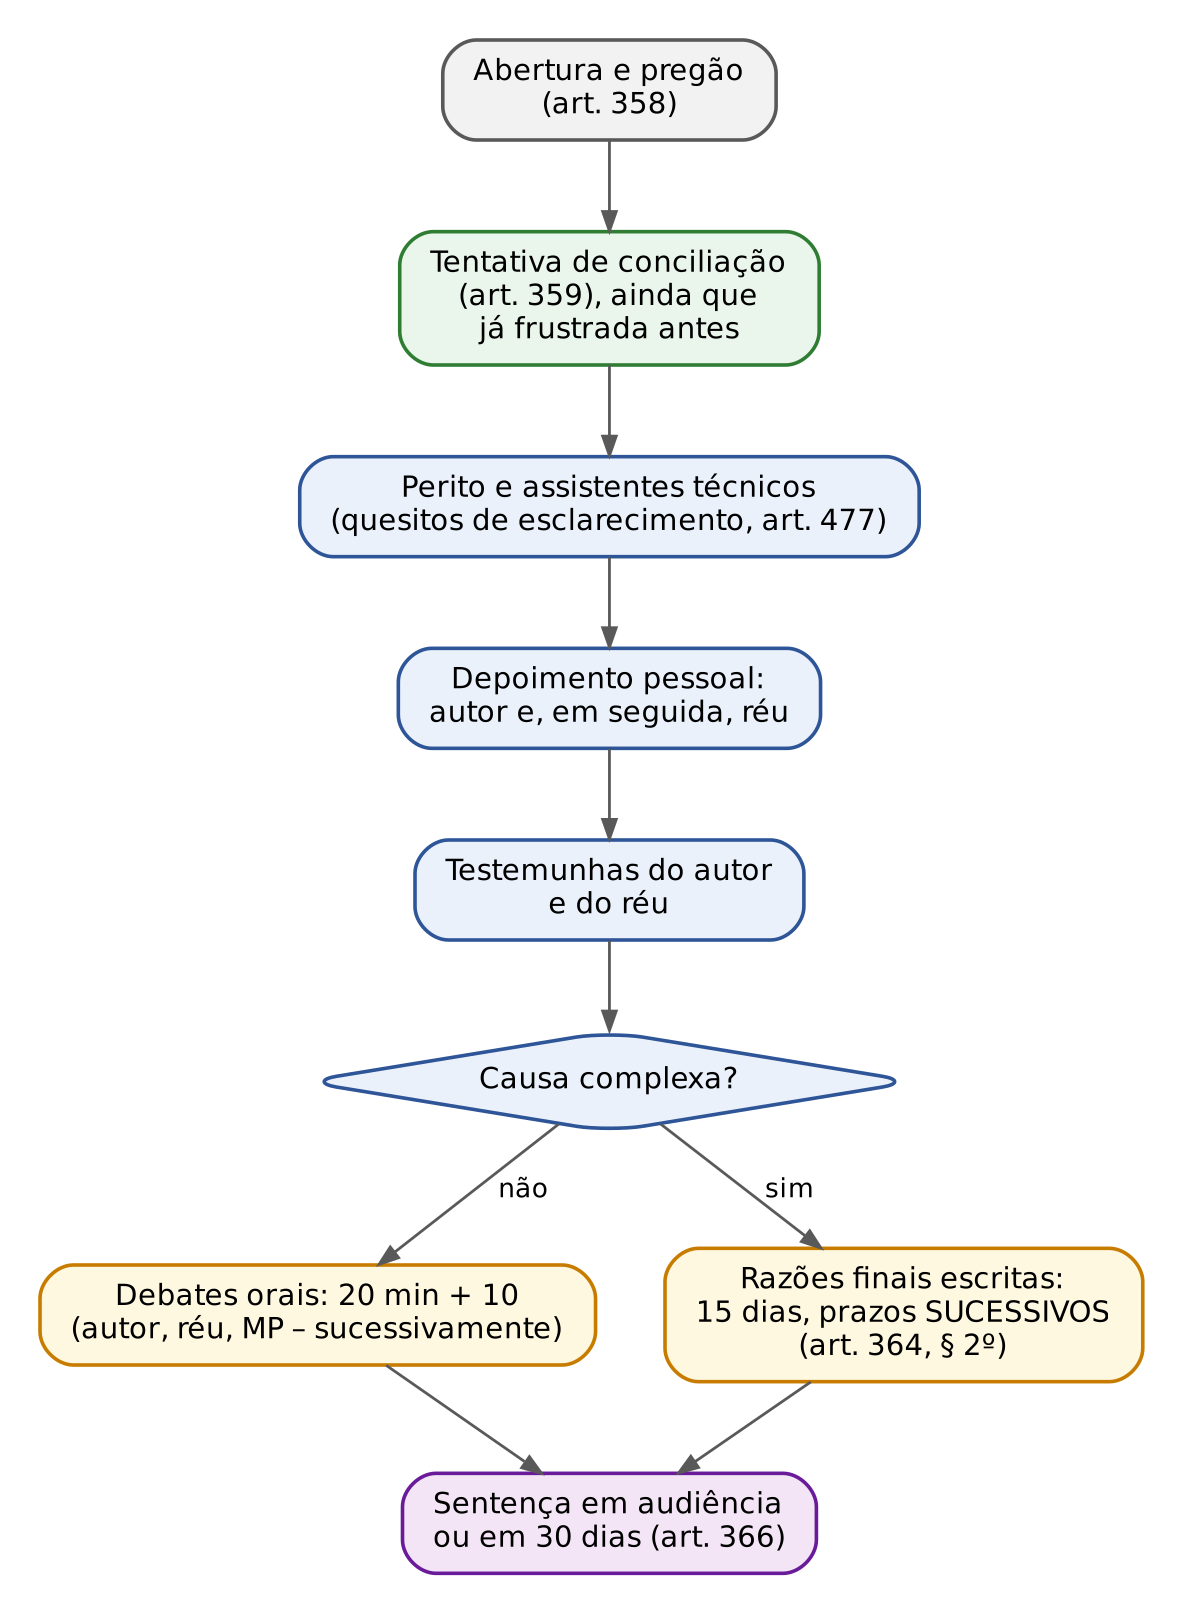 Abertura e pregão
(art. 358)
Tentativa de conciliação
(art. 359), ainda que
já frustrada antes
Perito e assistentes técnicos
(quesitos de esclarecimento, art. 477)
Depoimento pessoal:
autor e, em seguida, réu
Testemunhas do autor
e do réu
Causa complexa?
não
sim
Debates orais: 20 min + 10
(autor, réu, MP – sucessivamente)
Razões finais escritas:
15 dias, prazos SUCESSIVOS
(art. 364, § 2º)
Sentença em audiência
ou em 30 dias (art. 366)